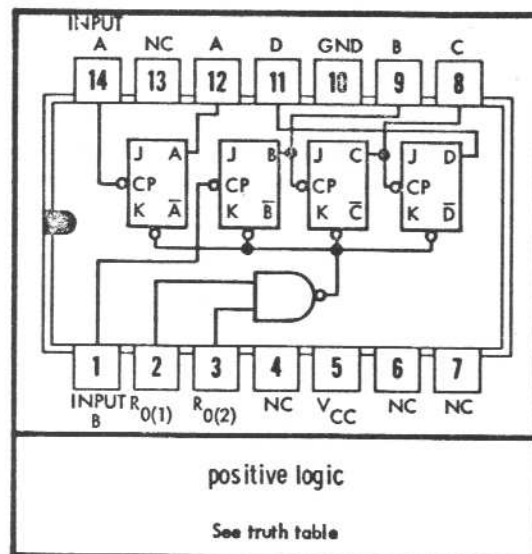 INPUT
A NC A D GND B C
14 13 12 11 10 9 8
J A J B J C J D
CP CP CP CP
K A̅ K B̅ K C̅ K D̅
1 2 3 4 5 6 7
INPUT R0(1) R0(2) NC VCC NC NC
B
positive logic
See truth table